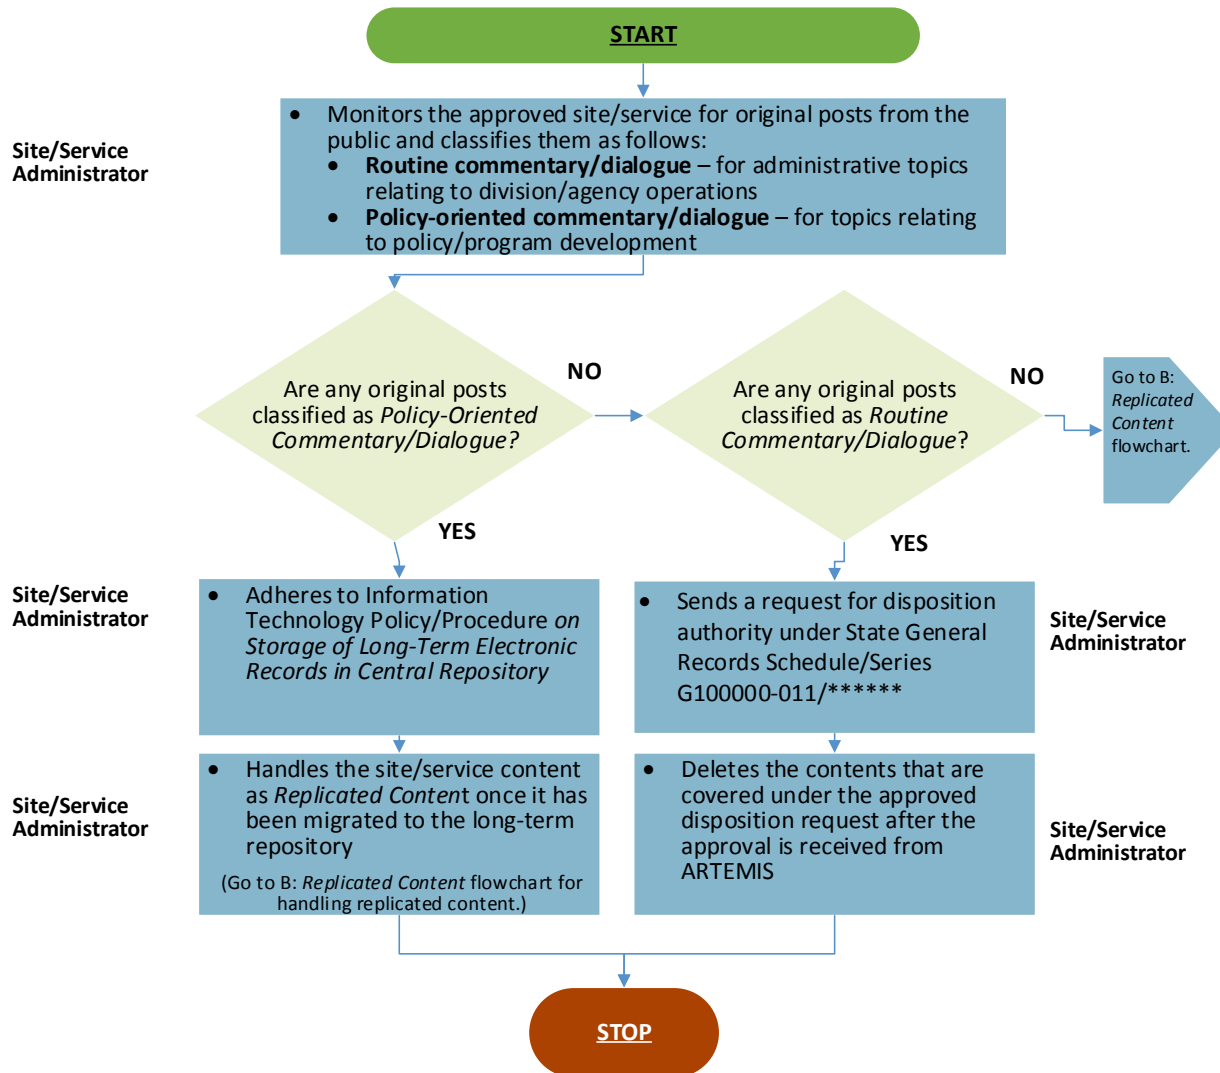 START
Site/Service
Administrator
• Monitors the approved site/service for original posts from the
public and classifies them as follows:
• Routine commentary/dialogue – for administrative topics
relating to division/agency operations
• Policy-oriented commentary/dialogue – for topics relating
to policy/program development
Are any original posts
classified as Policy-Oriented
Commentary/Dialogue?
NO
Are any original posts
classified as Routine
Commentary/Dialogue?
NO
Go to B:
Replicated
Content
flowchart.
YES
YES
Site/Service
Administrator
• Adheres to Information
Technology Policy/Procedure on
Storage of Long-Term Electronic
Records in Central Repository
• Sends a request for disposition
authority under State General
Records Schedule/Series
G100000-011/******
Site/Service
Administrator
Site/Service
Administrator
• Handles the site/service content
as Replicated Content once it has
been migrated to the long-term
repository
(Go to B: Replicated Content flowchart for
handling replicated content.)
• Deletes the contents that are
covered under the approved
disposition request after the
approval is received from
ARTEMIS
Site/Service
Administrator
STOP